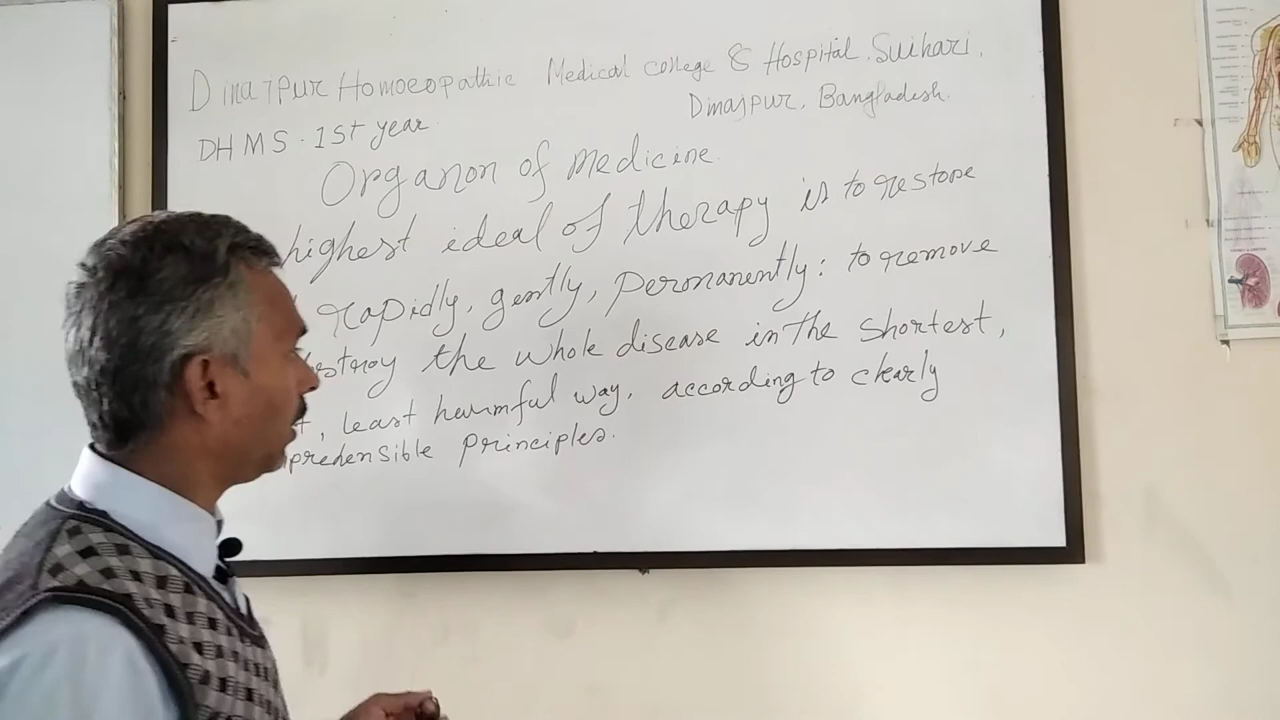 Dinajpur Homoeopathic Medical college & Hospital. Suihari.
Dinajpur, Bangladesh.
DHMS - 1st year
Organon of medicine
highest ideal of therapy is to restore
rapidly, gently, permanently: to remove
the whole disease in the shortest,
least harmful way, according to clearly
principles.